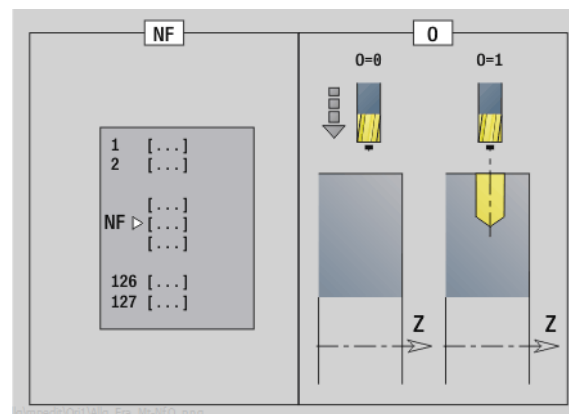 NF
1 [...]
2 [...]
[...]
NF [...]
[...]
126 [...]
127 [...]
O
O=0
O=1
Z
Z